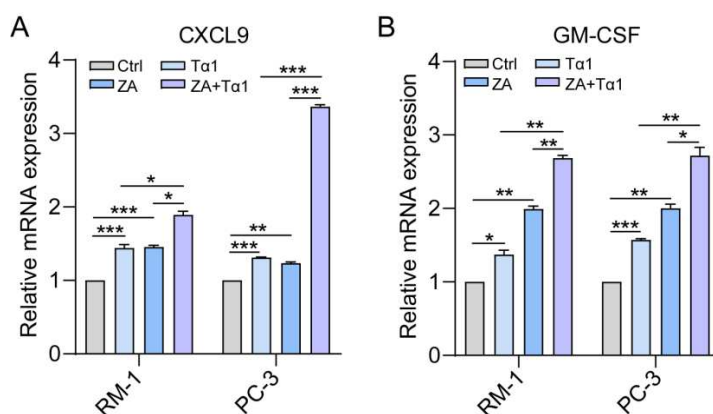 A
CXCL9
Relative mRNA expression
4
3
2
1
0
Ctrl
Tα1
ZA
ZA+Tα1
***
***
*
*
***
**
***
***
RM-1
PC-3
B
GM-CSF
Relative mRNA expression
4
3
2
1
0
Ctrl
Tα1
ZA
ZA+Tα1
*
**
**
**
***
**
*
**
RM-1
PC-3